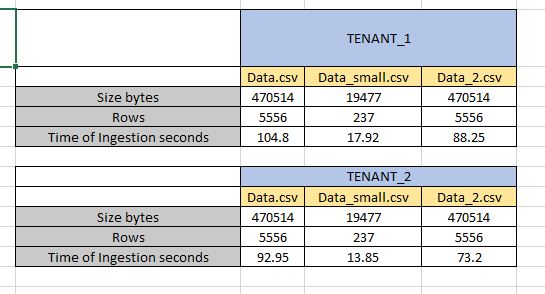 TENANT_1
Data.csv Data_small.csv Data_2.csv
Size bytes 470514 19477 470514
Rows 5556 237 5556
Time of Ingestion seconds 104.8 17.92 88.25
TENANT_2
Data.csv Data_small.csv Data_2.csv
Size bytes 470514 19477 470514
Rows 5556 237 5556
Time of Ingestion seconds 92.95 13.85 73.2